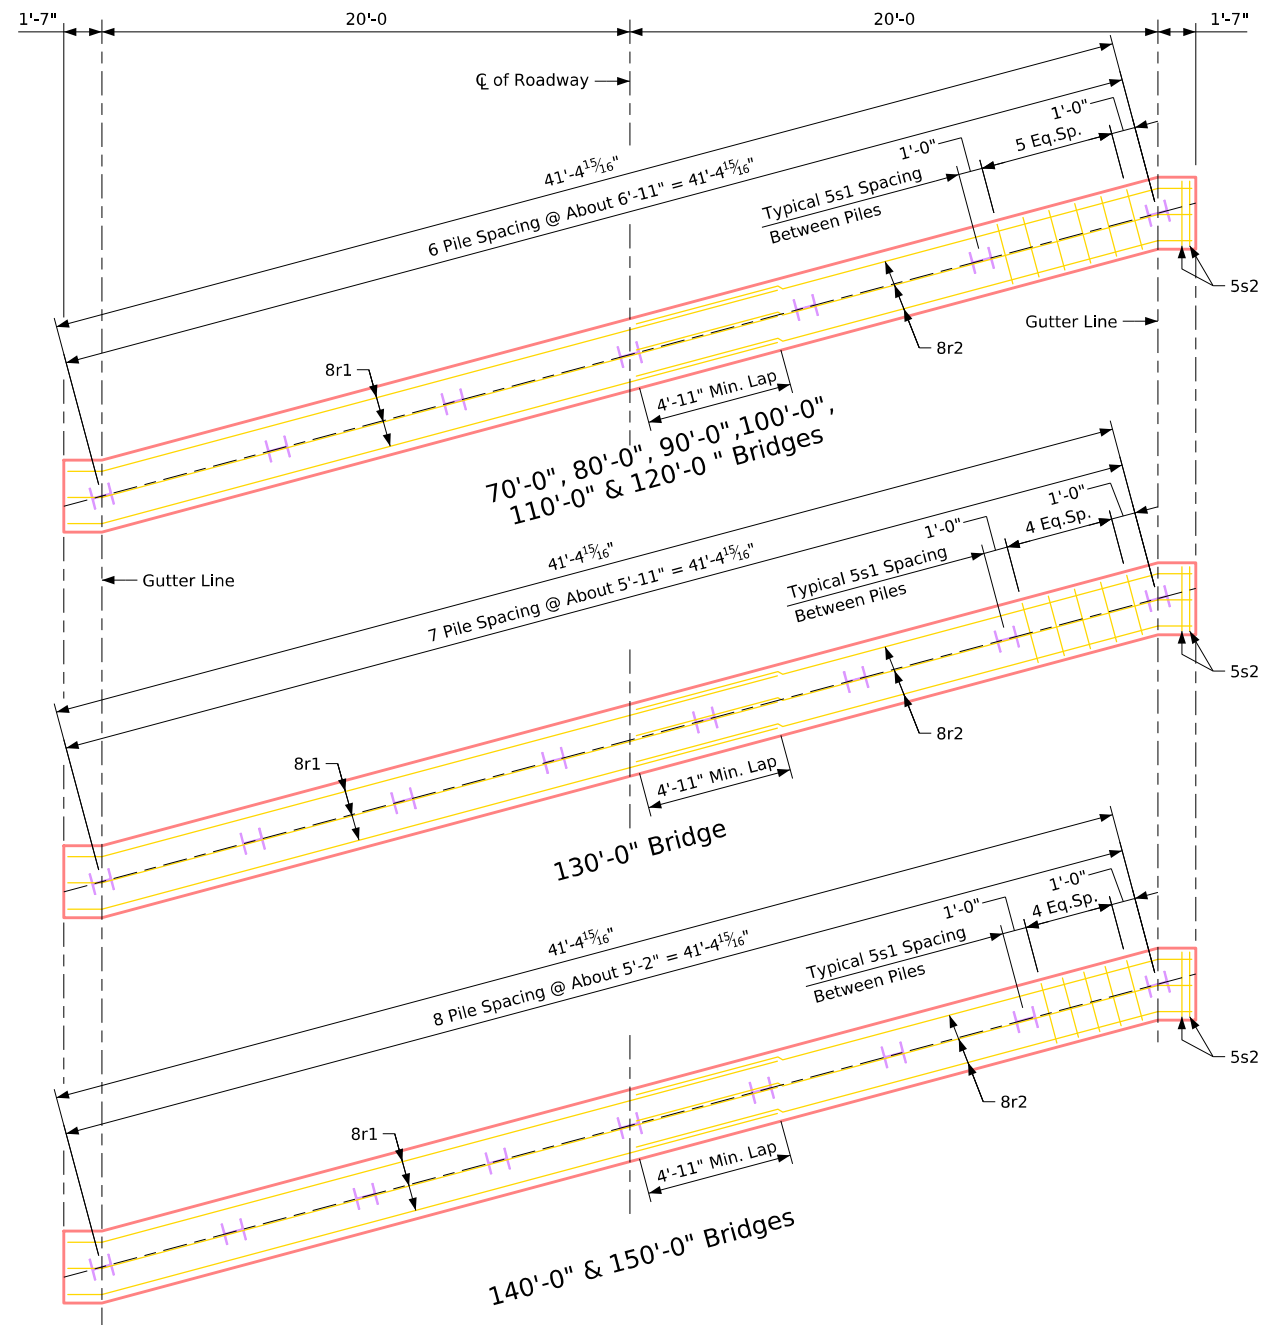 1'-7"
20'-0
20'-0
1'-7"
℄ of Roadway
41'-4 15/16"
6 Pile Spacing @ About 6'-11" = 41'-4 15/16"
1'-0"
5 Eq.Sp.
1'-0"
Typical 5s1 Spacing
Between Piles
5s2
Gutter Line
8r1
8r2
4'-11" Min. Lap
70'-0", 80'-0", 90'-0",100'-0",
110'-0" & 120'-0 " Bridges
Gutter Line
41'-4 15/16"
7 Pile Spacing @ About 5'-11" = 41'-4 15/16"
1'-0"
4 Eq.Sp.
1'-0"
Typical 5s1 Spacing
Between Piles
5s2
8r1
8r2
4'-11" Min. Lap
130'-0" Bridge
41'-4 15/16"
8 Pile Spacing @ About 5'-2" = 41'-4 15/16"
1'-0"
4 Eq.Sp.
1'-0"
Typical 5s1 Spacing
Between Piles
5s2
8r1
8r2
4'-11" Min. Lap
140'-0" & 150'-0" Bridges